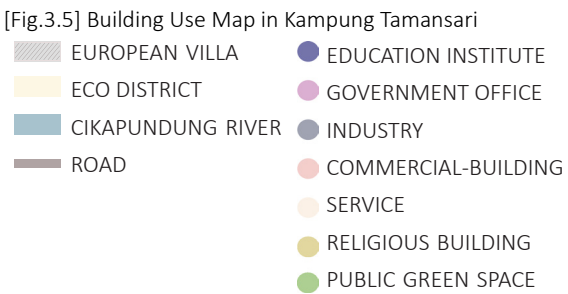 [Fig.3.5] Building Use Map in Kampung Tamansari
EUROPEAN VILLA
ECO DISTRICT
CIKAPUNDUNG RIVER
ROAD
EDUCATION INSTITUTE
GOVERNMENT OFFICE
INDUSTRY
COMMERCIAL-BUILDING
SERVICE
RELIGIOUS BUILDING
PUBLIC GREEN SPACE